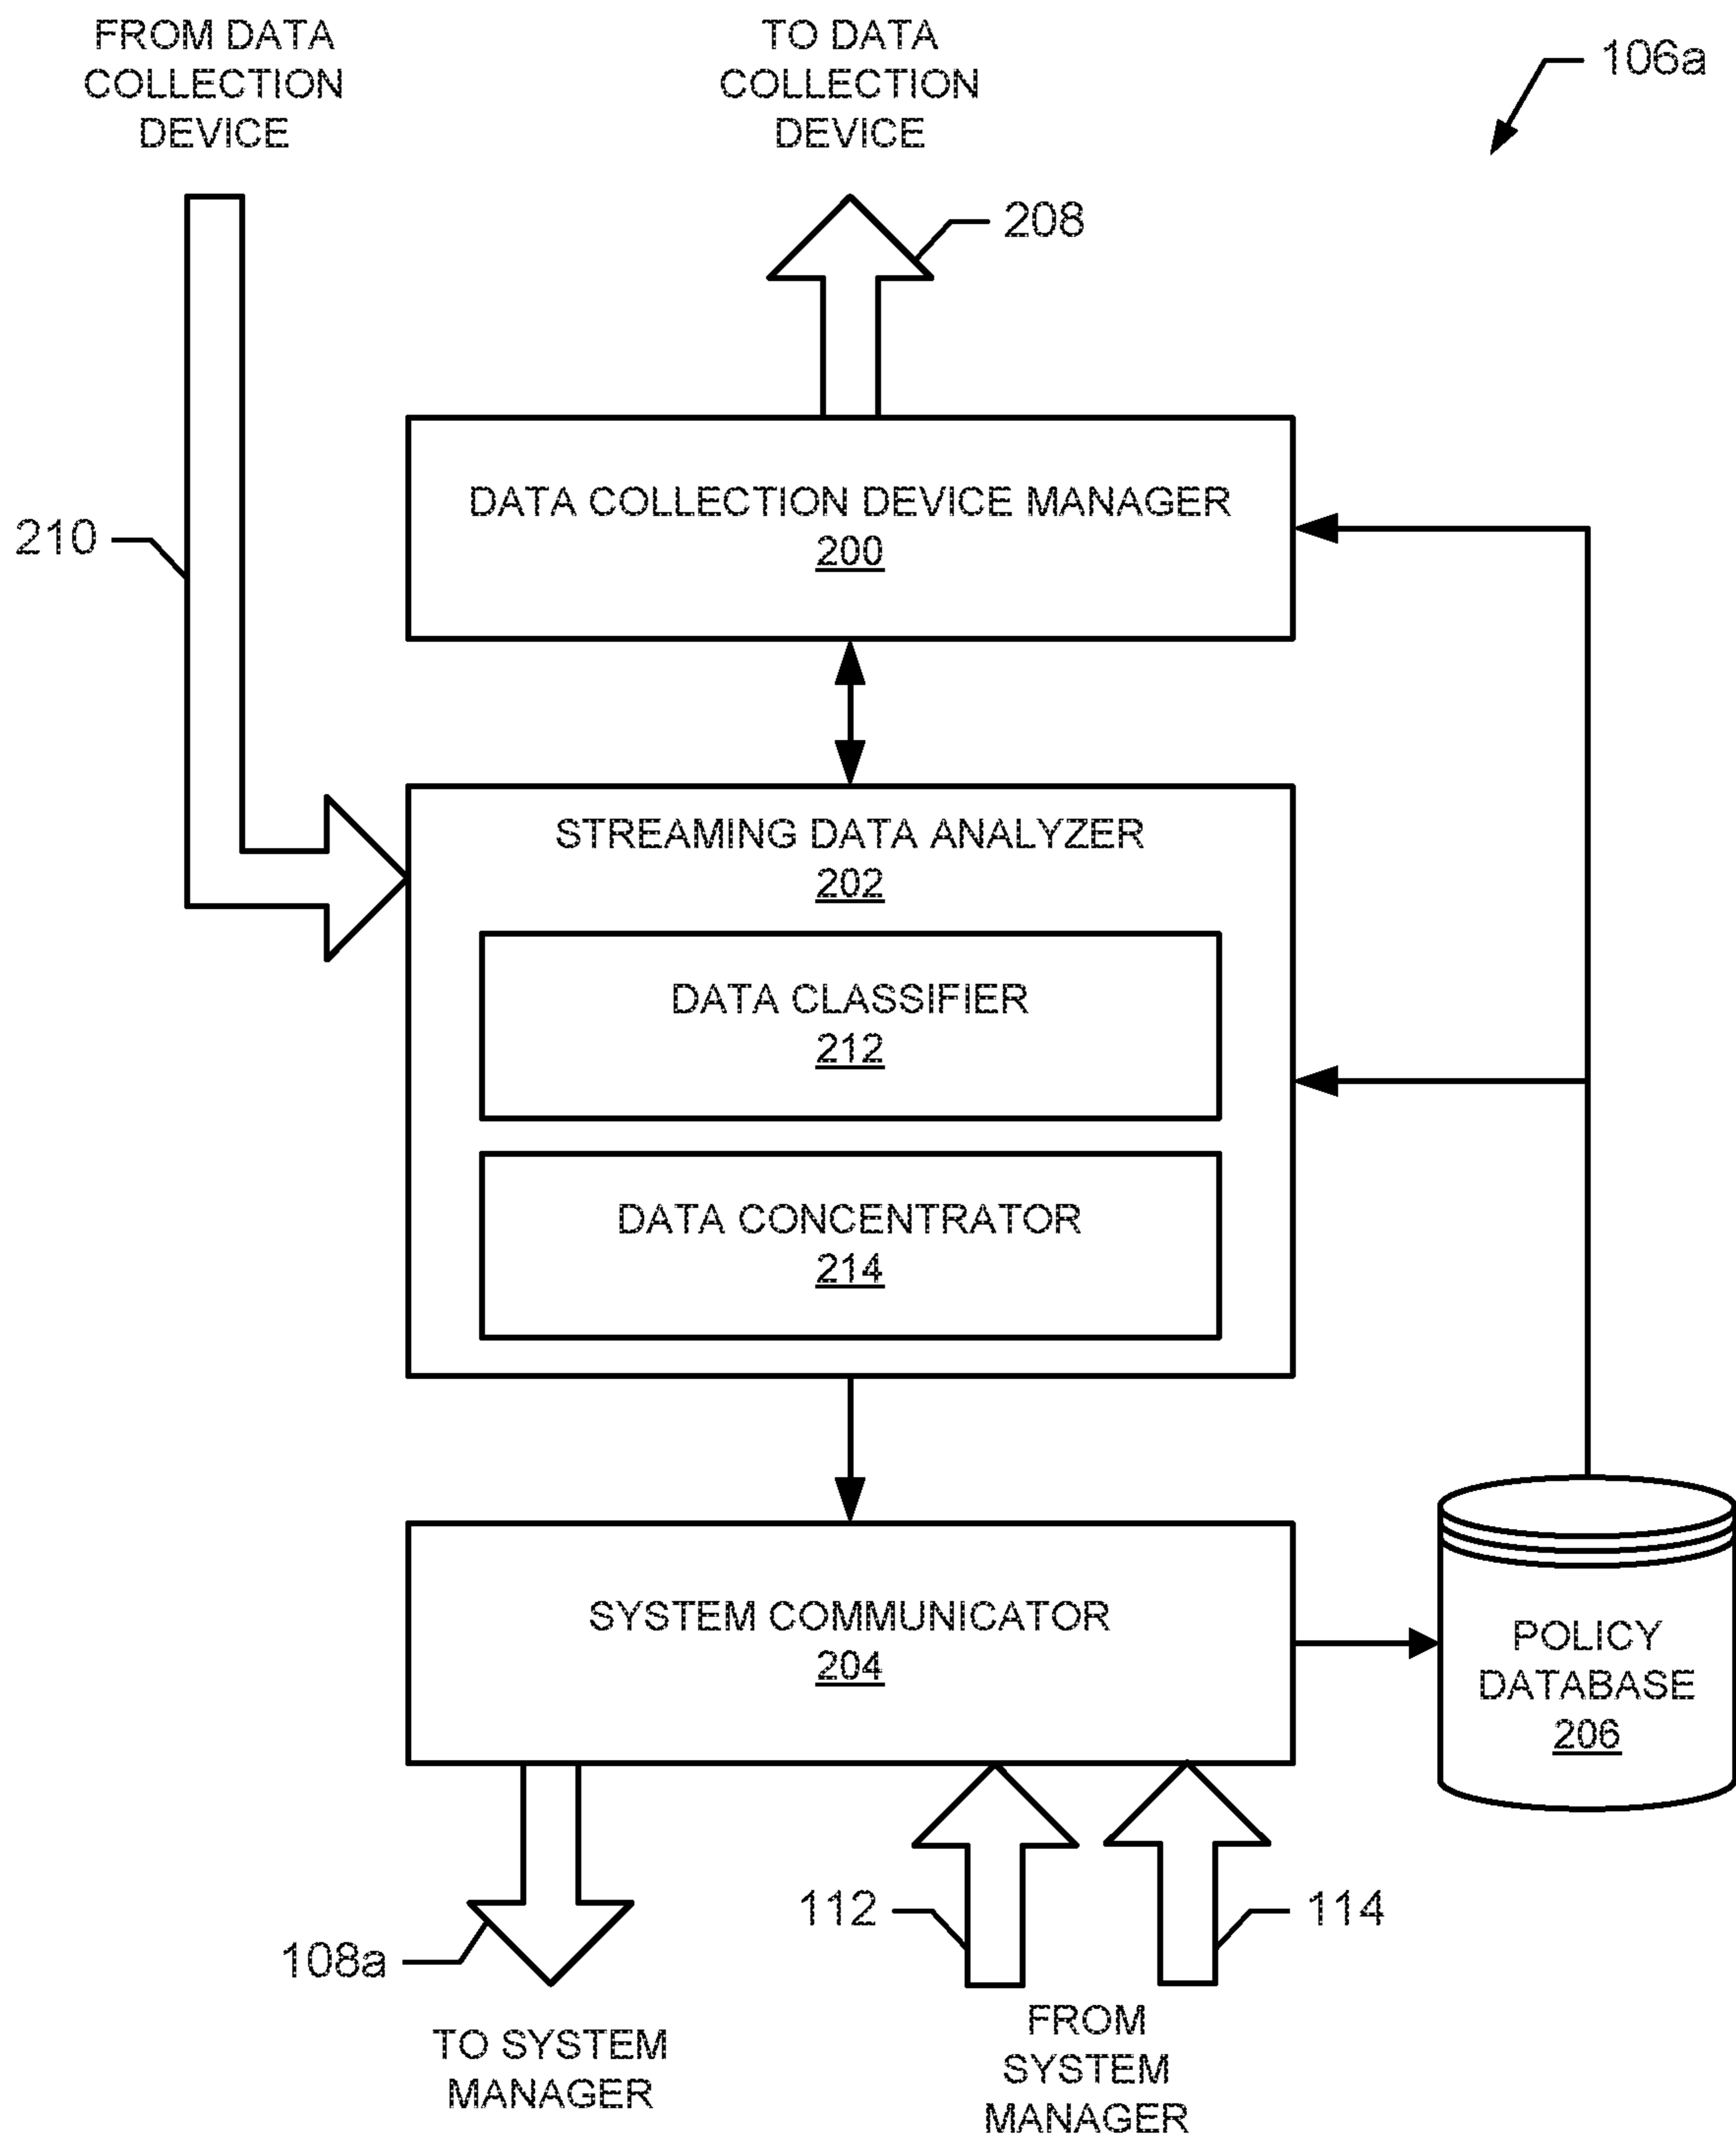 FROM DATA
COLLECTION
DEVICE
TO DATA
COLLECTION
DEVICE
106a
208
DATA COLLECTION DEVICE MANAGER
200
210
STREAMING DATA ANALYZER
202
DATA CLASSIFIER
212
DATA CONCENTRATOR
214
SYSTEM COMMUNICATOR
204
POLICY
DATABASE
206
108a
112
114
TO SYSTEM
MANAGER
FROM
SYSTEM
MANAGER